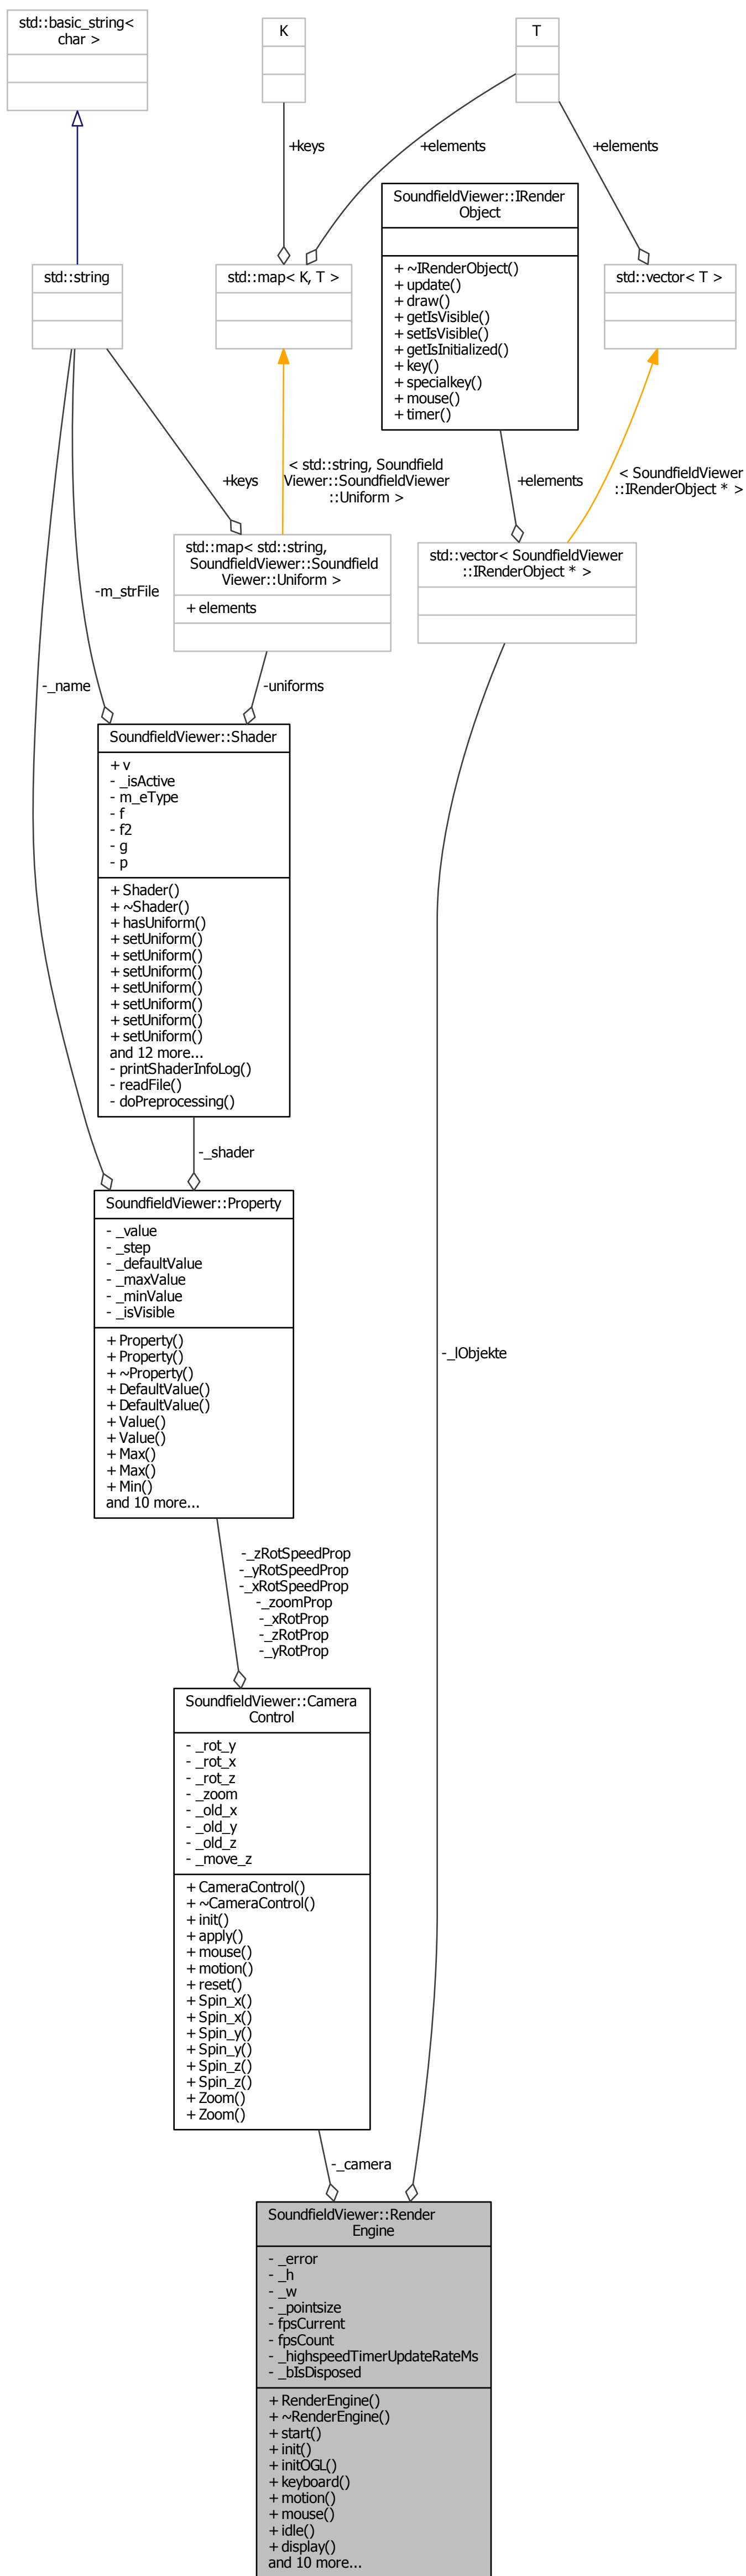 std::basic_string<
char >
K
T
+keys
+elements
+elements
SoundfieldViewer::IRender
Object
+ ~IRenderObject()
+ update()
+ draw()
+ getIsVisible()
+ setIsVisible()
+ getIsInitialized()
+ key()
+ specialkey()
+ mouse()
+ timer()
std::string
std::map< K, T >
std::vector< T >
+keys
< std::string, Soundfield
Viewer::SoundfieldViewer
::Uniform >
+elements
< SoundfieldViewer
::IRenderObject * >
std::map< std::string,
SoundfieldViewer::Soundfield
Viewer::Uniform >
+ elements
std::vector< SoundfieldViewer
::IRenderObject * >
-m_strFile
-_name
-uniforms
SoundfieldViewer::Shader
+ v
- _isActive
- m_eType
- f
- f2
- g
- p
+ Shader()
+ ~Shader()
+ hasUniform()
+ setUniform()
+ setUniform()
+ setUniform()
+ setUniform()
+ setUniform()
+ setUniform()
+ setUniform()
and 12 more...
- printShaderInfoLog()
- readFile()
- doPreprocessing()
-_shader
SoundfieldViewer::Property
- _value
- _step
- _defaultValue
- _maxValue
- _minValue
- _isVisible
+ Property()
+ Property()
+ ~Property()
+ DefaultValue()
+ DefaultValue()
+ Value()
+ Value()
+ Max()
+ Max()
+ Min()
and 10 more...
-_lObjekte
-_zRotSpeedProp
-_yRotSpeedProp
-_xRotSpeedProp
-_zoomProp
-_xRotProp
-_zRotProp
-_yRotProp
SoundfieldViewer::Camera
Control
- _rot_y
- _rot_x
- _rot_z
- _zoom
- _old_x
- _old_y
- _old_z
- _move_z
+ CameraControl()
+ ~CameraControl()
+ init()
+ apply()
+ mouse()
+ motion()
+ reset()
+ Spin_x()
+ Spin_x()
+ Spin_y()
+ Spin_y()
+ Spin_z()
+ Spin_z()
+ Zoom()
+ Zoom()
-_camera
SoundfieldViewer::Render
Engine
- _error
- _h
- _w
- _pointsize
- fpsCurrent
- fpsCount
- _highspeedTimerUpdateRateMs
- _bIsDisposed
+ RenderEngine()
+ ~RenderEngine()
+ start()
+ init()
+ initOGL()
+ keyboard()
+ motion()
+ mouse()
+ idle()
+ display()
and 10 more...